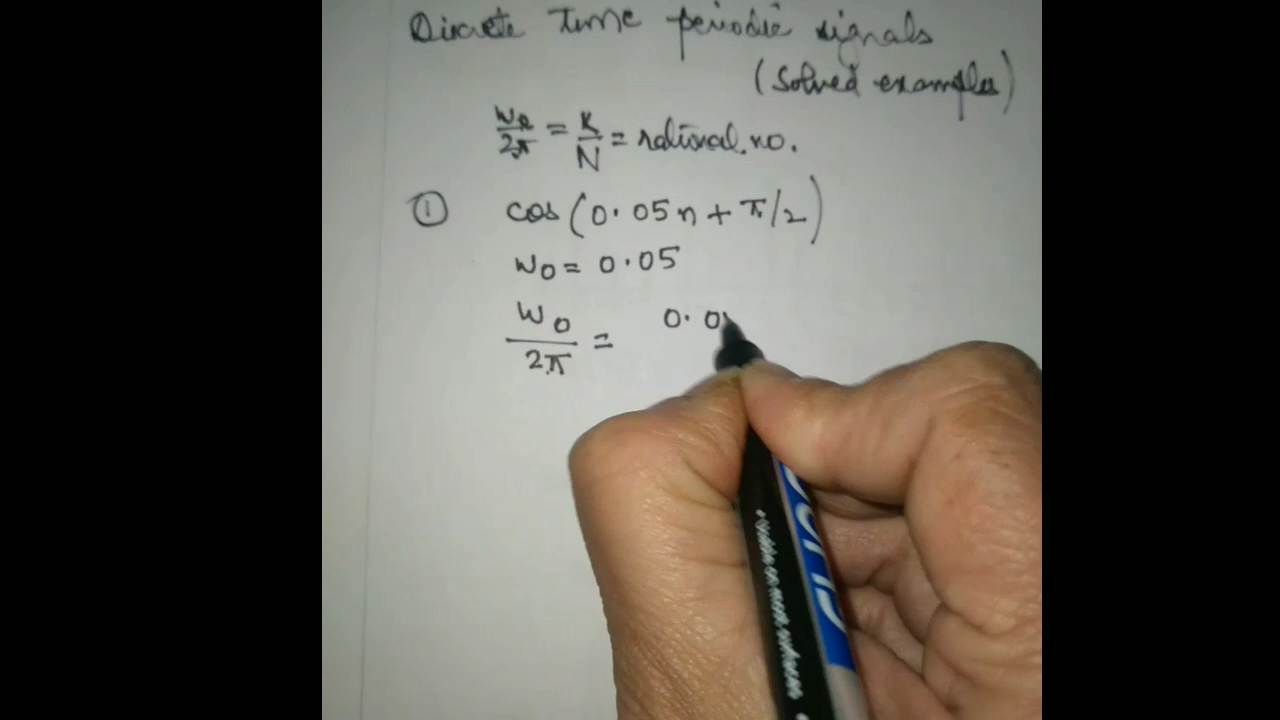 Discrete time periodic signals
(Solved examples)
w0/2π = K/N = rational.no.
① cos(0.05n + π/2)
w0 = 0.05
w0/2π = 0.0